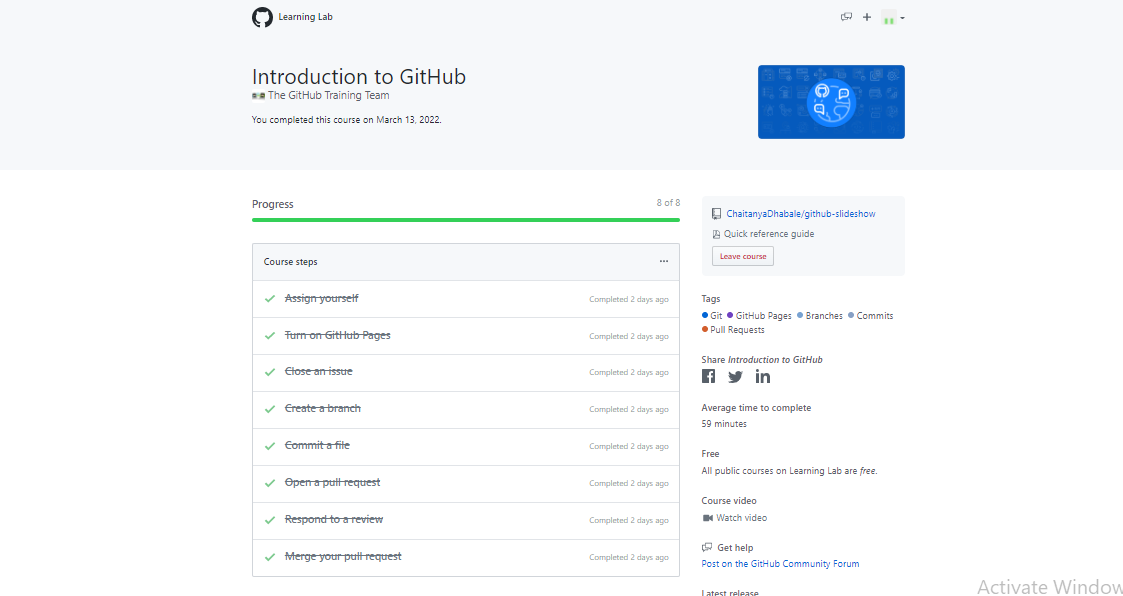 Learning Lab
Introduction to GitHub
The GitHub Training Team
You completed this course on March 13, 2022.
Progress
8 of 8
Course steps
Assign yourself
Completed 2 days ago
Turn on GitHub Pages
Completed 2 days ago
Close an issue
Completed 2 days ago
Create a branch
Completed 2 days ago
Commit a file
Completed 2 days ago
Open a pull request
Completed 2 days ago
Respond to a review
Completed 2 days ago
Merge your pull request
Completed 2 days ago
ChaitanyaDhabale/github-slideshow
Quick reference guide
Leave course
Tags
Git GitHub Pages Branches Commits
Pull Requests
Share Introduction to GitHub
Average time to complete
59 minutes
Free
All public courses on Learning Lab are free.
Course video
Watch video
Get help
Post on the GitHub Community Forum
Latest release
Activate Window